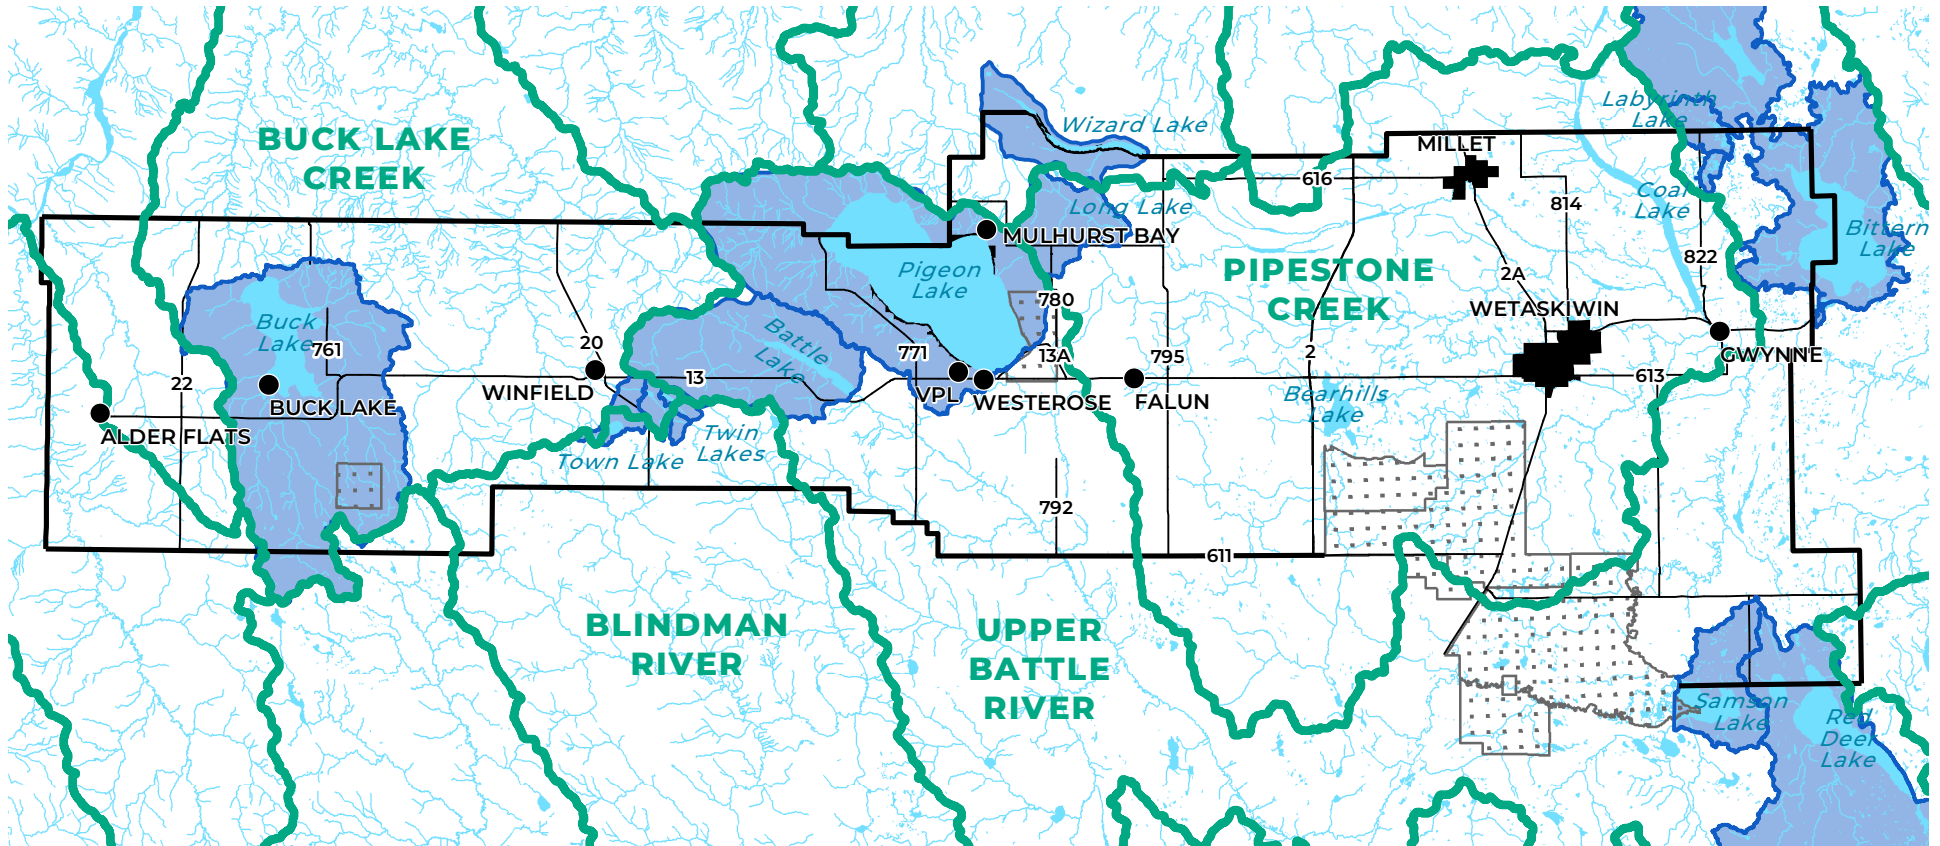 Labyrinth
Lake
Wizard Lake
BUCK LAKE
CREEK
MILLET
616
Coal
Lake
814
Long Lake
MULHURST BAY
Bittern
Lake
822
Pigeon
Lake
PIPESTONE
CREEK
2A
780
WETASKIWIN
Buck
Lake
761
Battle
Lake
20
771
13A
795
2
GWYNNE
22
13
613
WINFIELD
VPL
WESTEROSE
FALUN
Bearhills
Lake
BUCK LAKE
ALDER FLATS
Twin
Lakes
Town Lake
792
611
BLINDMAN
RIVER
UPPER
BATTLE
RIVER
Samson
Lake
Red
Deer
Lake